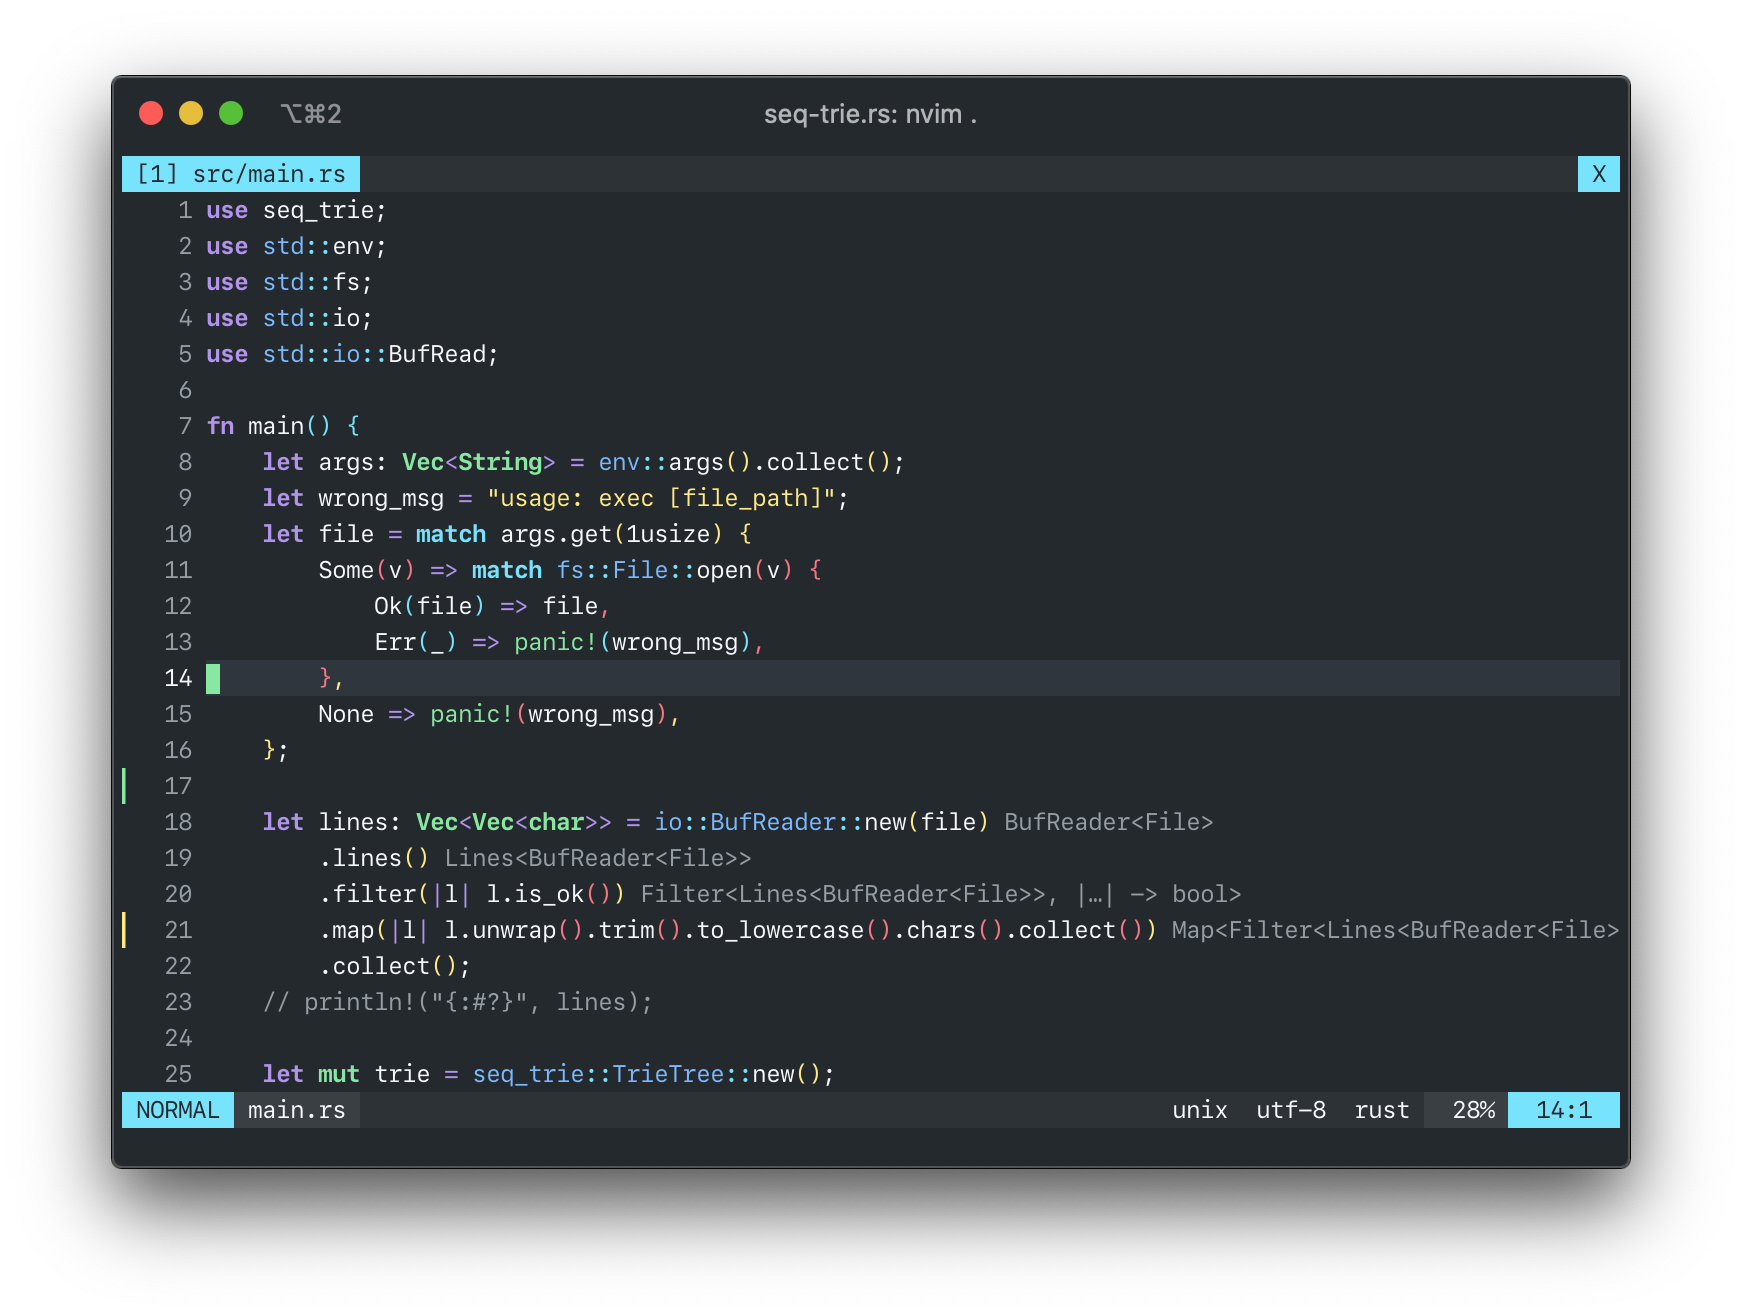 ⌥⌘2 seq-trie.rs: nvim .
[1] src/main.rs X
1 use seq_trie;
2 use std::env;
3 use std::fs;
4 use std::io;
5 use std::io::BufRead;
6
7 fn main() {
8     let args: Vec<String> = env::args().collect();
9     let wrong_msg = "usage: exec [file_path]";
10     let file = match args.get(1usize) {
11         Some(v) => match fs::File::open(v) {
12             Ok(file) => file,
13             Err(_) => panic!(wrong_msg),
14         },
15         None => panic!(wrong_msg),
16     };
17
18     let lines: Vec<Vec<char>> = io::BufReader::new(file) BufReader<File>
19         .lines() Lines<BufReader<File>>
20         .filter(|l| l.is_ok()) Filter<Lines<BufReader<File>>, |…| -> bool>
21         .map(|l| l.unwrap().trim().to_lowercase().chars().collect()) Map<Filter<Lines<BufReader<File>
22         .collect();
23     // println!("{:#?}", lines);
24
25     let mut trie = seq_trie::TrieTree::new();
NORMAL main.rs unix utf-8 rust 28% 14:1